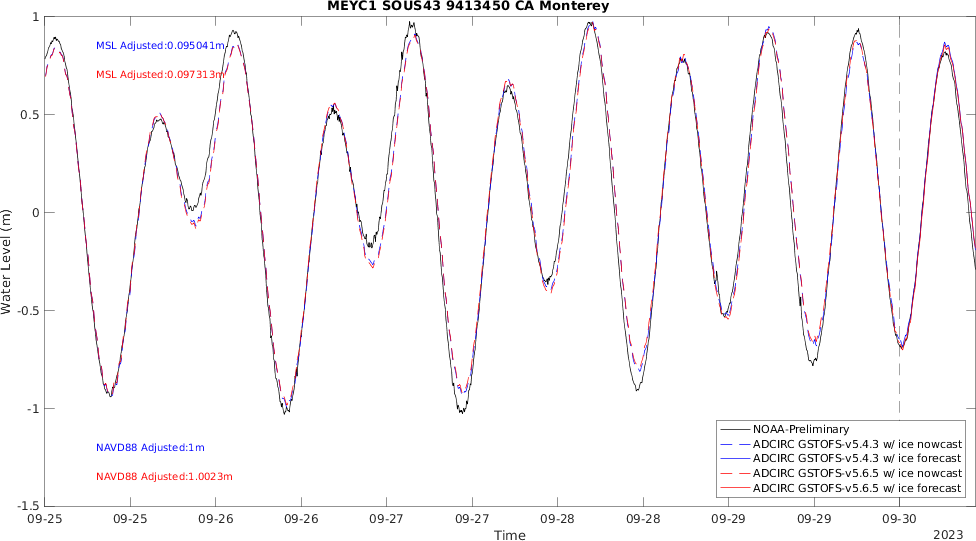 MEYC1 SOUS43 9413450 CA Monterey
MSL Adjusted:0.095041m
MSL Adjusted:0.097313m
NAVD88 Adjusted:1m
NAVD88 Adjusted:1.0023m
Water Level (m)
1
0.5
0
-0.5
-1
-1.5
NOAA-Preliminary
ADCIRC GSTOFS-v5.4.3 w/ ice nowcast
ADCIRC GSTOFS-v5.4.3 w/ ice forecast
ADCIRC GSTOFS-v5.6.5 w/ ice nowcast
ADCIRC GSTOFS-v5.6.5 w/ ice forecast
09-25 09-25 09-26 09-26 09-27 09-27 09-28 09-28 09-29 09-29 09-30
Time
2023